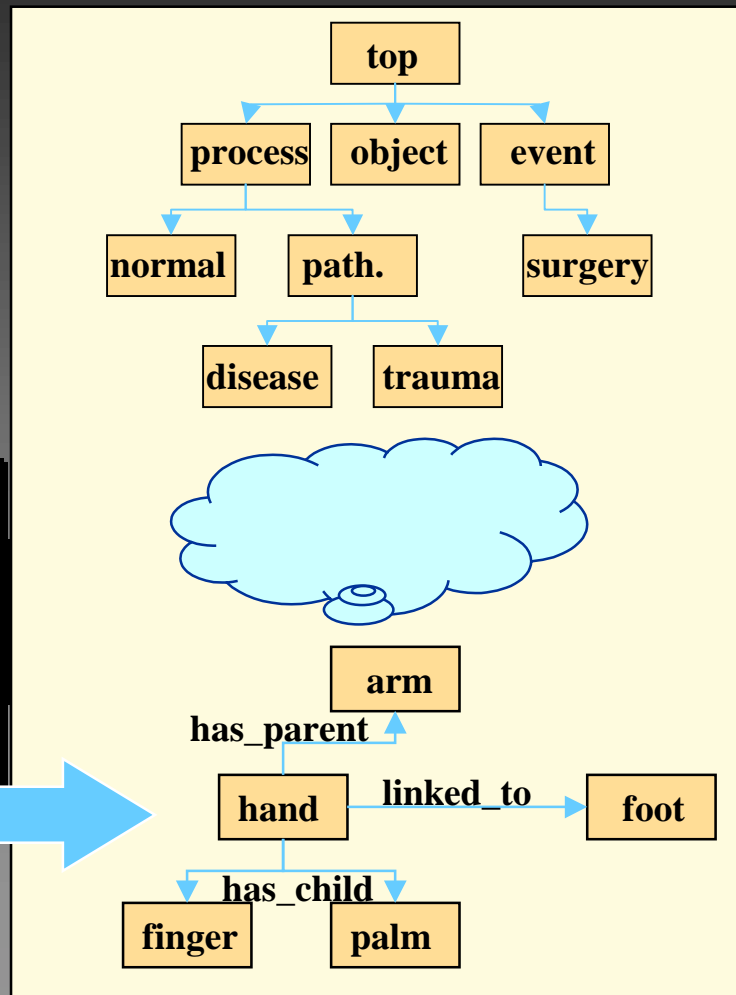 top
process object event
normal path. surgery
disease trauma
arm
has_parent
hand linked_to foot
has_child
finger palm